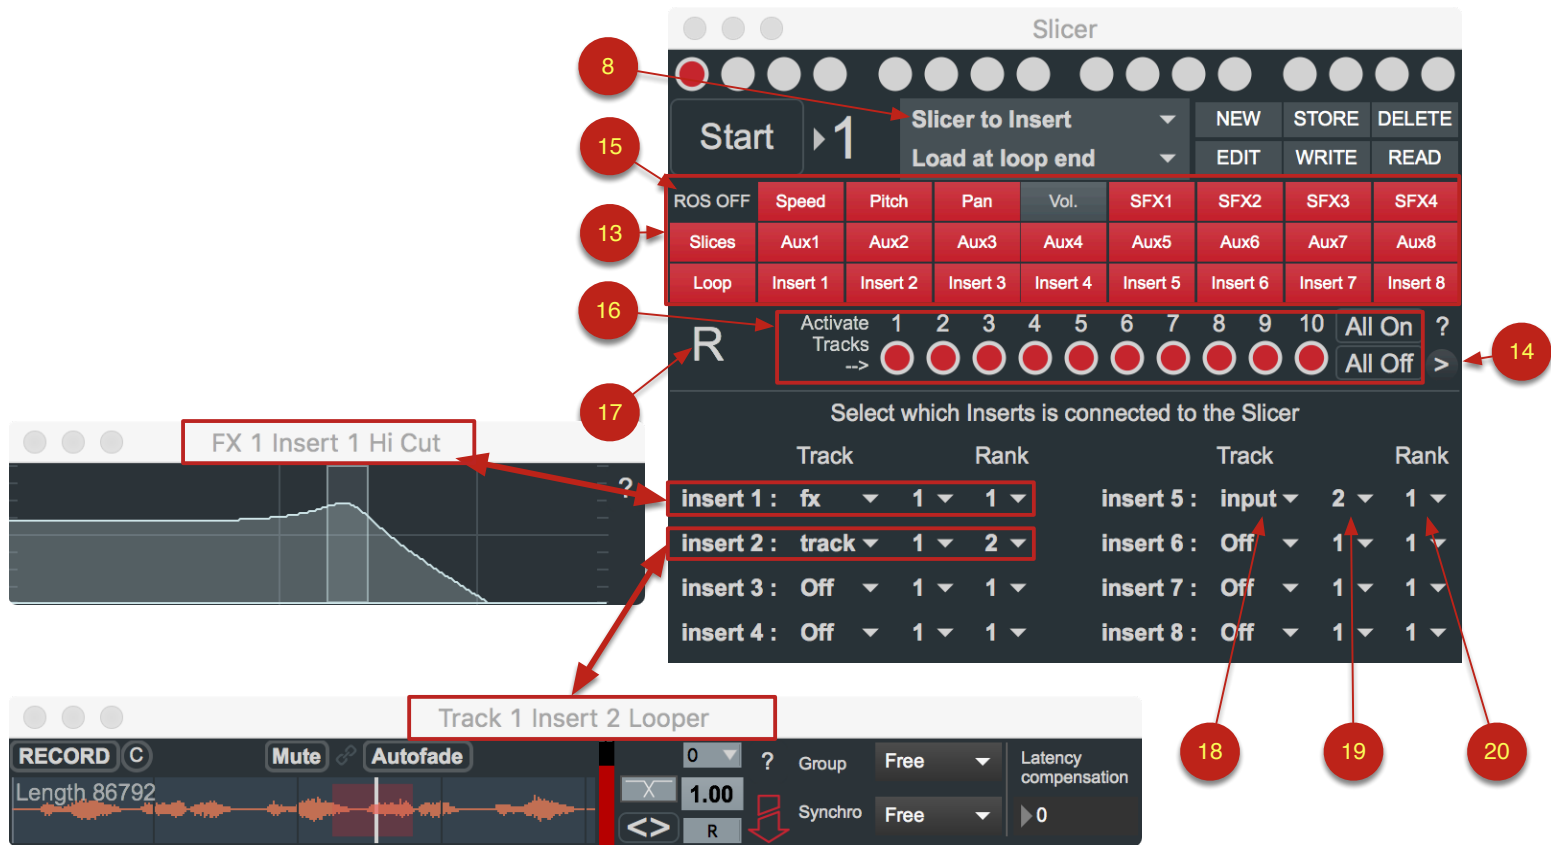 Slicer
8
Start
1
Slicer to Insert
Load at loop end
NEW STORE DELETE
EDIT WRITE READ
15
ROS OFF Speed Pitch Pan Vol. SFX1 SFX2 SFX3 SFX4
13
Slices Aux1 Aux2 Aux3 Aux4 Aux5 Aux6 Aux7 Aux8
Loop Insert 1 Insert 2 Insert 3 Insert 4 Insert 5 Insert 6 Insert 7 Insert 8
16
R
Activate
Tracks
-->
1 2 3 4 5 6 7 8 9 10
All On ?
All Off >
14
17
Select which Inserts is connected to the Slicer
Track Rank Track Rank
insert 1 : fx 1 1 insert 5 : input 2 1
insert 2 : track 1 2 insert 6 : Off 1 1
insert 3 : Off 1 1 insert 7 : Off 1 1
insert 4 : Off 1 1 insert 8 : Off 1 1
FX 1 Insert 1 Hi Cut
?
18 19 20
Track 1 Insert 2 Looper
RECORD C Mute Autofade
Length 86792
0
1.00
<> R
?
Group Free
Synchro Free
Latency
compensation
0